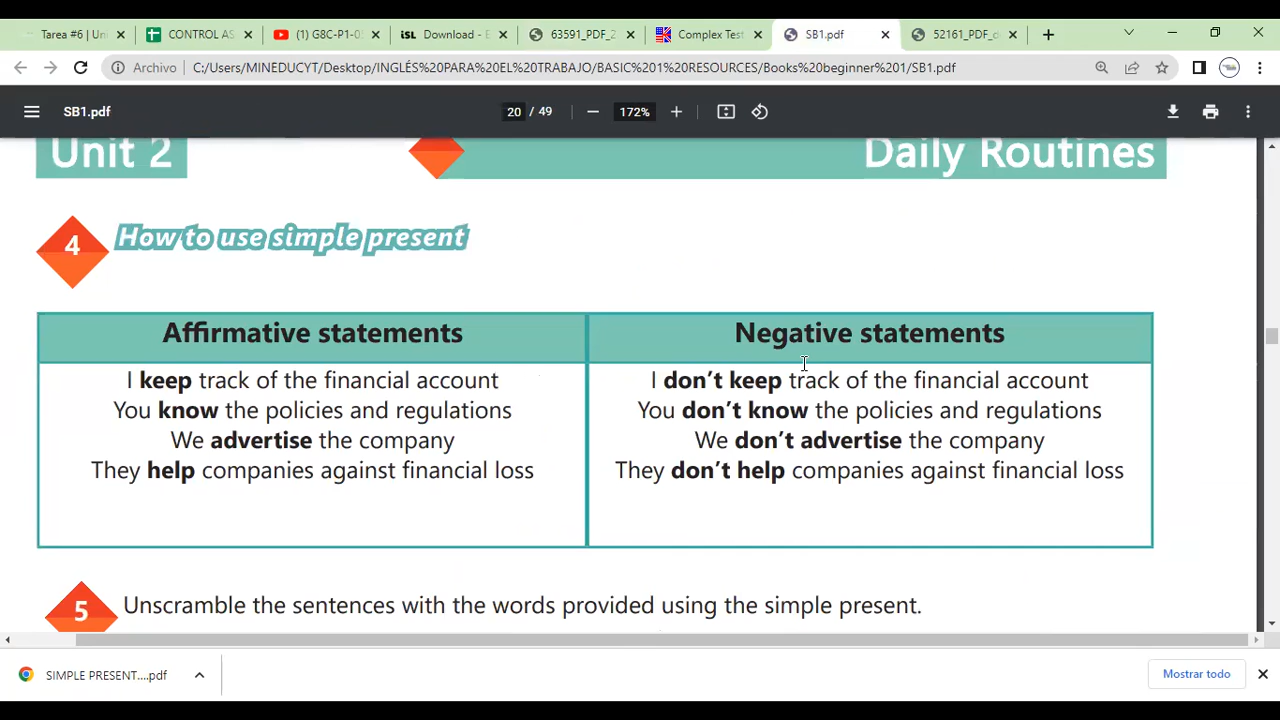 Tarea #6 | Un
CONTROL AS
(1) G8C-P1-0
iSL Download - E
63591_PDF_2
Complex Test
SB1.pdf
52161_PDF_d
Archivo | C:/Users/MINEDUCYT/Desktop/INGLÉS%20PARA%20EL%20TRABAJO/BASIC%201%20RESOURCES/Books%20beginner%201/SB1.pdf
SB1.pdf
20 / 49
172%
Unit 2
Daily Routines
4
How to use simple present
Affirmative statements
I keep track of the financial account
You know the policies and regulations
We advertise the company
They help companies against financial loss
Negative statements
I don't keep track of the financial account
You don't know the policies and regulations
We don't advertise the company
They don't help companies against financial loss
5
Unscramble the sentences with the words provided using the simple present.
SIMPLE PRESENT....pdf
Mostrar todo